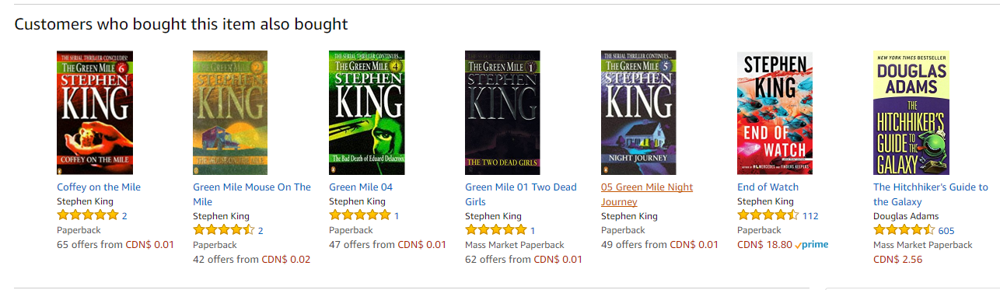 Customers who bought this item also bought
THE SERIAL THRILLER CONCLUDES!
THE GREEN MILE 6
STEPHEN
KING
COFFEY ON THE MILE
Coffey on the Mile
Stephen King
2
Paperback
65 offers from CDN$ 0.01
THE GREEN MILE 2
STEPHEN
KING
THE MOUSE ON THE MILE
Green Mile Mouse On The
Mile
Stephen King
2
Paperback
42 offers from CDN$ 0.02
THE SERIAL THRILLER CONTINUES...
THE GREEN MILE 4
STEPHEN
KING
The Bad Death of Eduard Delacroix
Green Mile 04
Stephen King
1
Paperback
47 offers from CDN$ 0.01
THE GREEN MILE 1
STEPHEN
KING
THE TWO DEAD GIRLS
Green Mile 01 Two Dead
Girls
Stephen King
1
Mass Market Paperback
62 offers from CDN$ 0.01
THE SERIAL THRILLER CONTINUES...
THE GREEN MILE 5
STEPHEN
KING
NIGHT JOURNEY
05 Green Mile Night
Journey
Stephen King
Paperback
49 offers from CDN$ 0.01
STEPHEN
KING
END OF
WATCH
AUTHOR OF MR. MERCEDES AND FINDERS KEEPERS
End of Watch
Stephen King
112
Paperback
CDN$ 18.80 prime
NEW YORK TIMES BESTSELLER
DOUGLAS
ADAMS
THE
HITCHHIKER'S
GUIDE TO
THE
GALAXY
The Hitchhiker's Guide to
the Galaxy
Douglas Adams
605
Mass Market Paperback
CDN$ 2.56